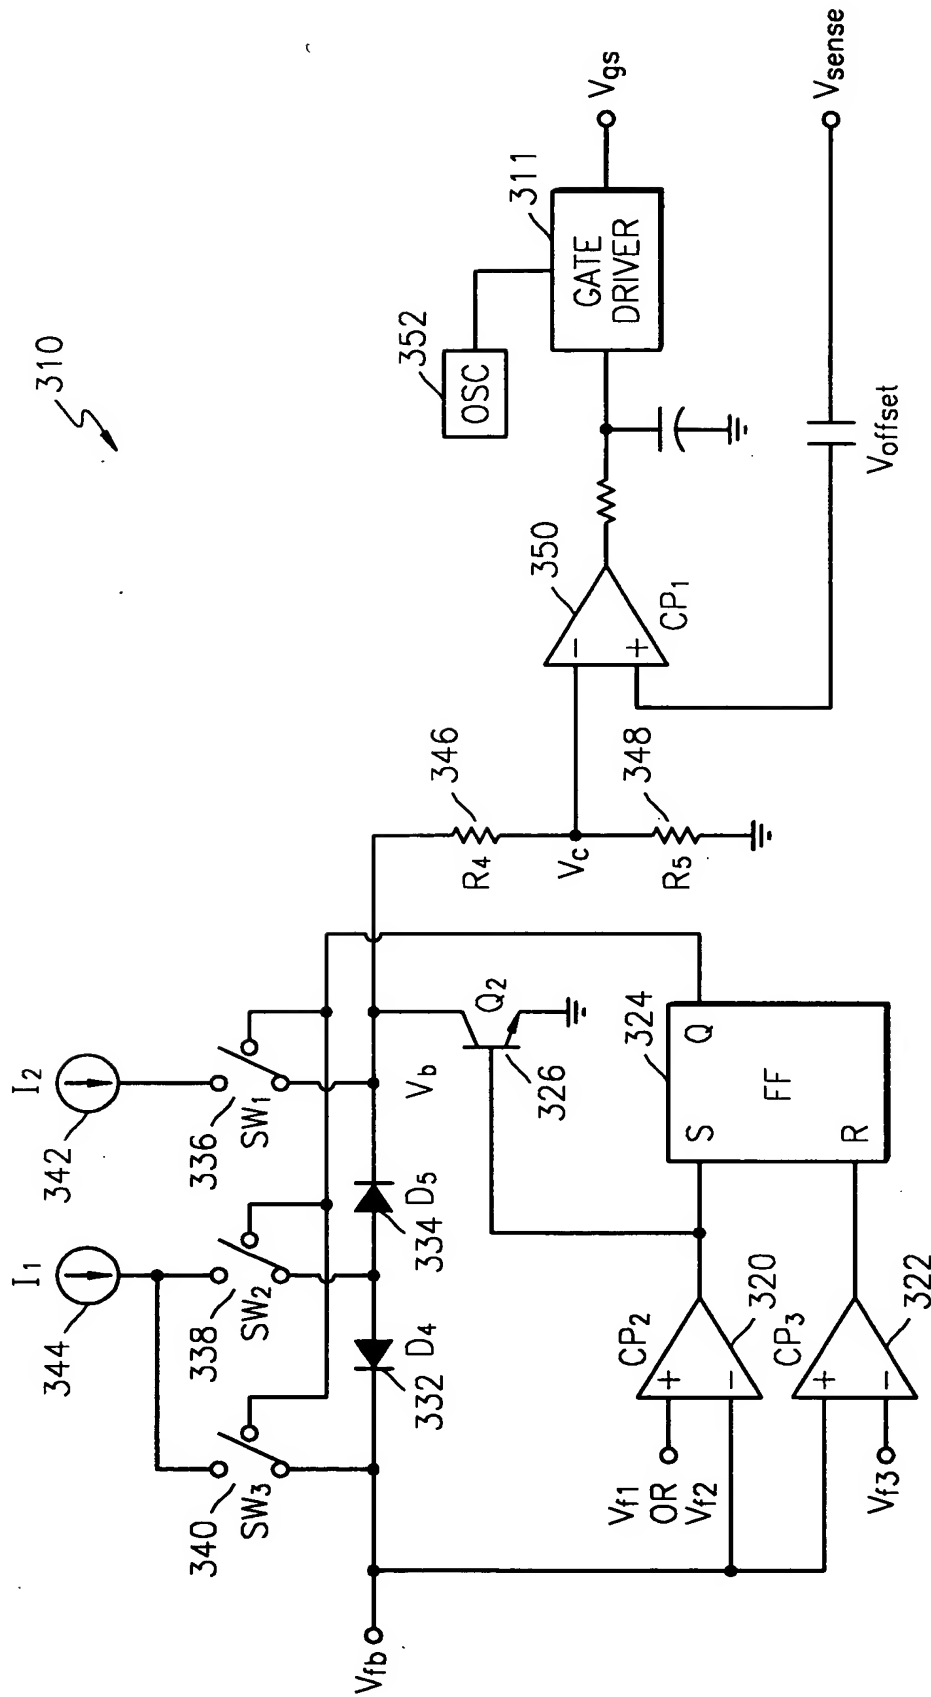 310
I1
344
I2
342
340
SW3
338
SW2
336
SW1
Vfb
D4
332
D5
334
Vb
Q2
326
R4
346
Vc
R5
348
350
−
+
CP1
OSC
352
GATE
DRIVER
311
Vgs
Vsense
Voffset
Vf1
OR
Vf2
CP2
+
−
320
CP3
+
−
322
Vf3
S
Q
FF
R
324